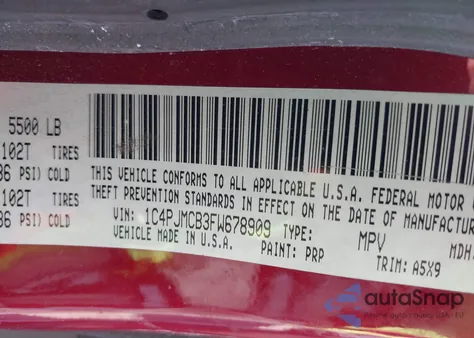 5500 LB
102T TIRES
36 PSI) COLD
102T TIRES
36 PSI) COLD
THIS VEHICLE CONFORMS TO ALL APPLICABLE U.S.A. FEDERAL MOTOR
THEFT PREVENTION STANDARDS IN EFFECT ON THE DATE OF MANUFACTUR
VIN: 1C4PJMCB3FW678909 TYPE: MPV MDH:
VEHICLE MADE IN U.S.A. PAINT: PRP TRIM: A5X9
autoSnap